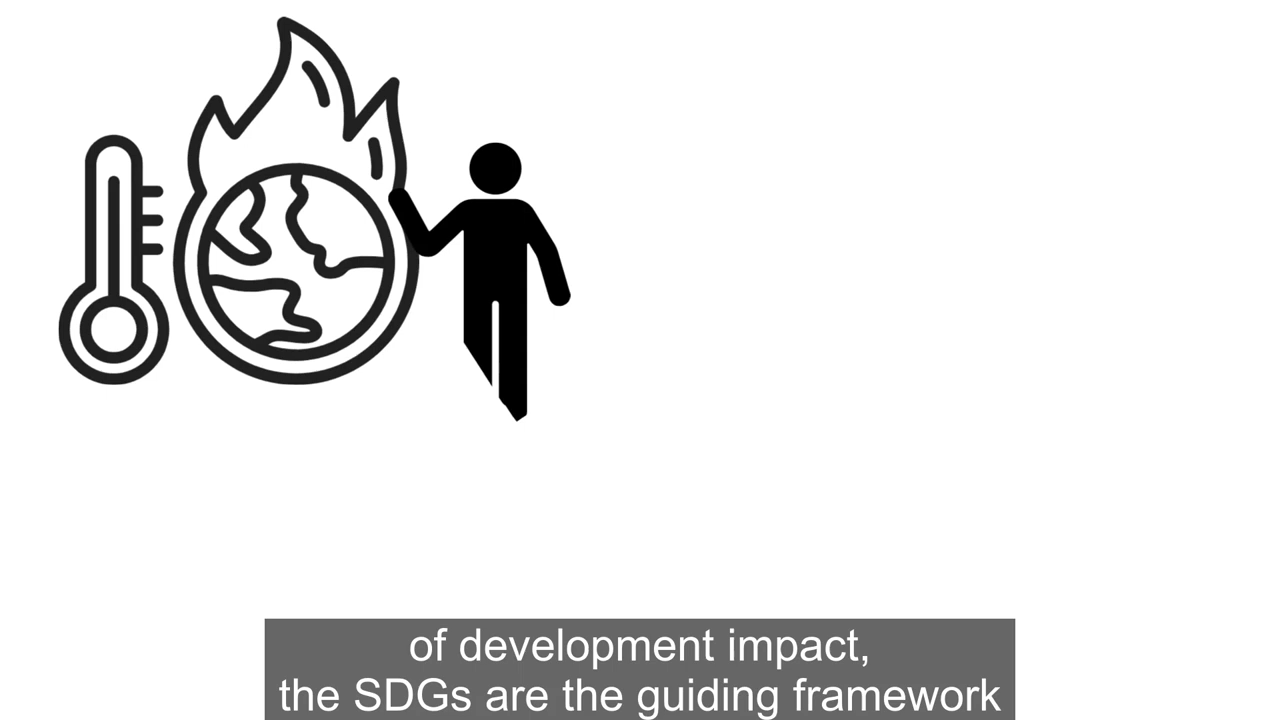 of development impact,
the SDGs are the guiding framework